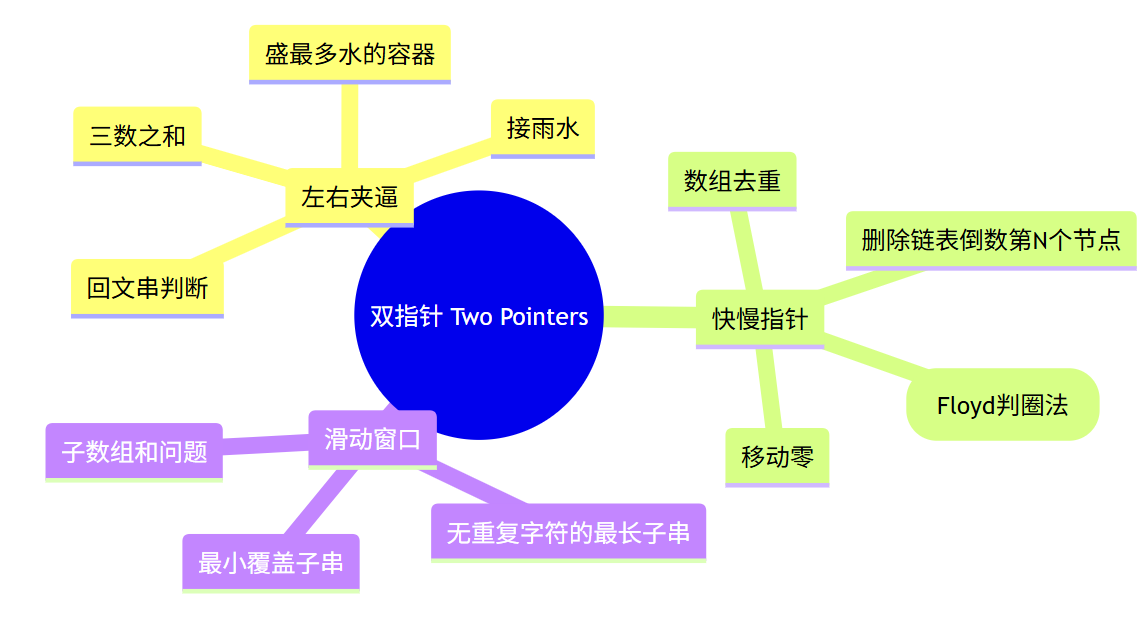 盛最多水的容器
三数之和
接雨水
左右夹逼
回文串判断
双指针 Two Pointers
数组去重
删除链表倒数第N个节点
快慢指针
Floyd判圈法
移动零
滑动窗口
子数组和问题
最小覆盖子串
无重复字符的最长子串